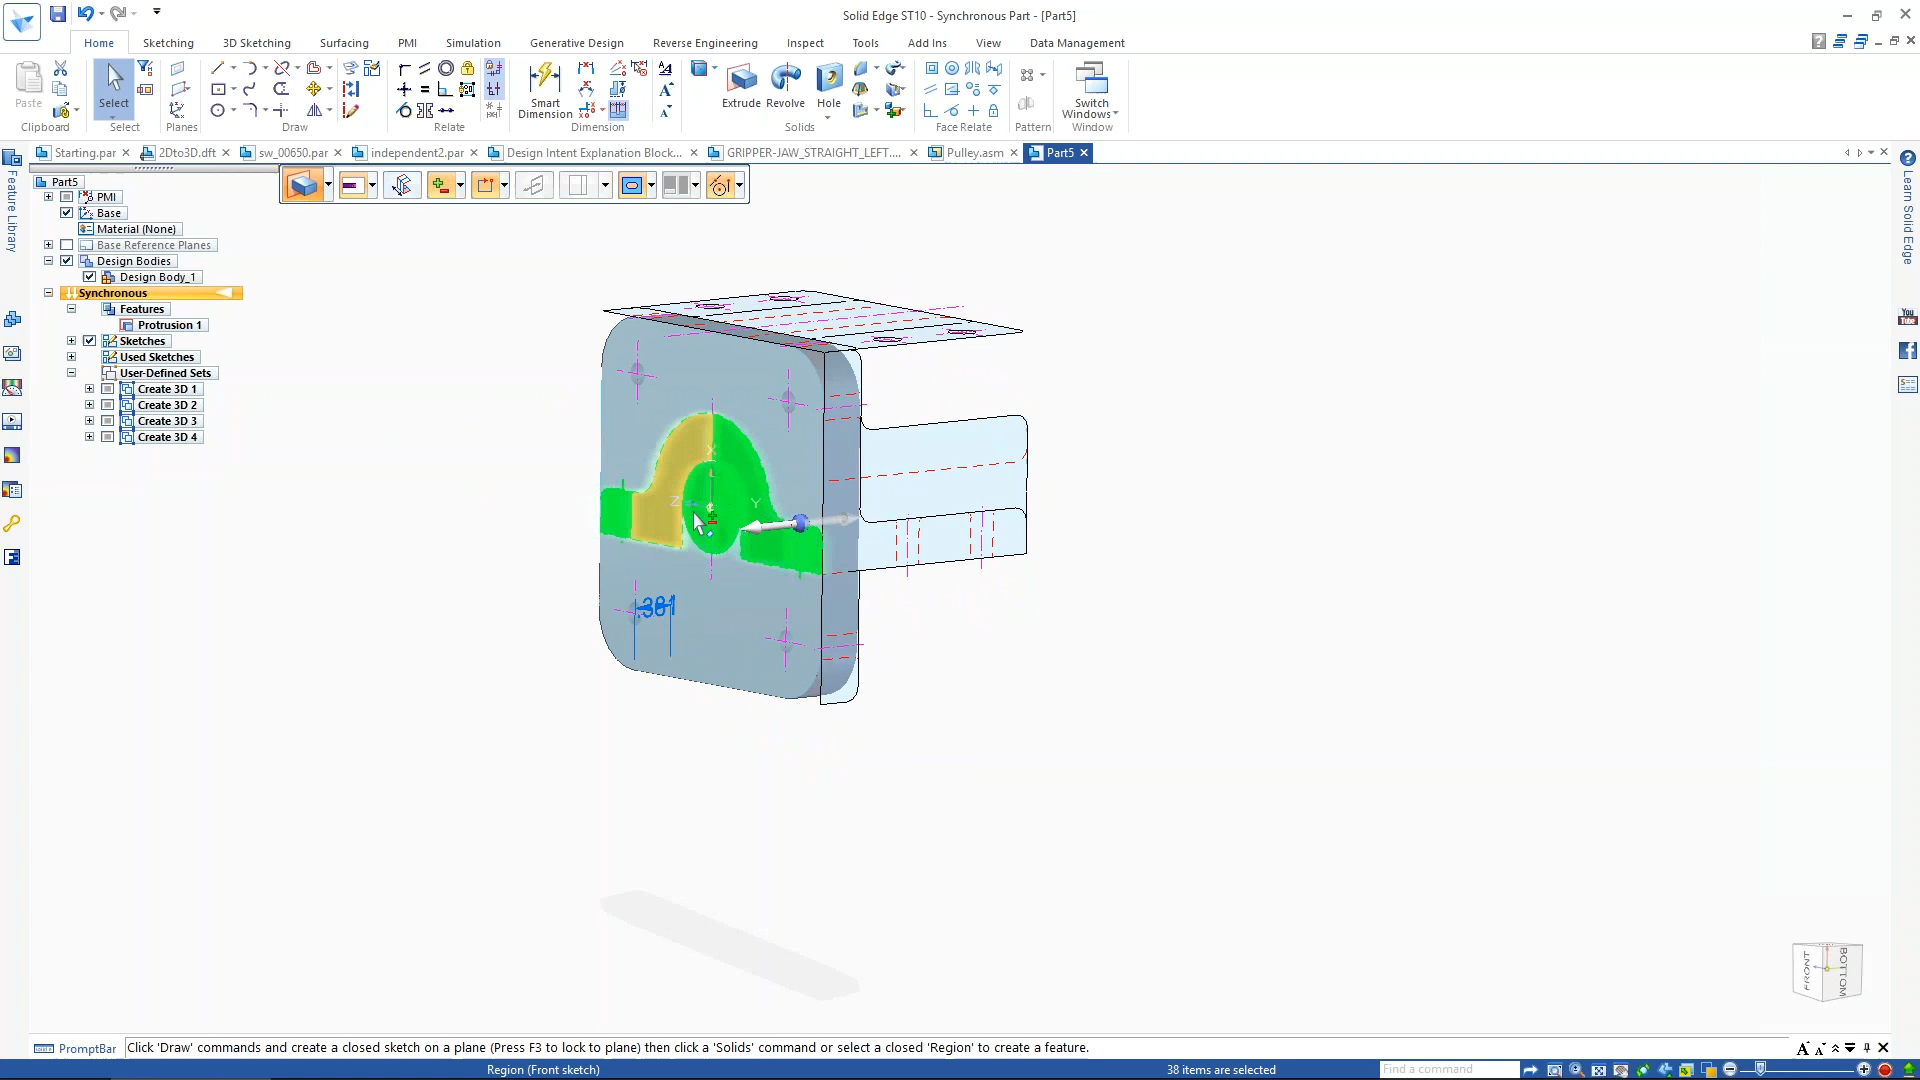 Solid Edge ST10 - Synchronous Part - [Part5]
Home
Sketching
3D Sketching
Surfacing
PMI
Simulation
Generative Design
Reverse Engineering
Inspect
Tools
Add Ins
View
Data Management
Paste
Select
Smart Dimension
Extrude
Revolve
Hole
Switch Windows
Clipboard
Select
Planes
Draw
Relate
Dimension
Solids
Face Relate
Pattern
Window
Starting.par
2Dto3D.dft
sw_00650.par
independent2.par
Design Intent Explanation Block...
GRIPPER-JAW_STRAIGHT_LEFT....
Pulley.asm
Part5
Feature Library
Learn Solid Edge
Part5
PMI
Base
Material (None)
Base Reference Planes
Design Bodies
Design Body_1
Synchronous
Features
Protrusion 1
Sketches
Used Sketches
User-Defined Sets
Create 3D 1
Create 3D 2
Create 3D 3
Create 3D 4
You
X
Z
Y
.381
FRONT
BOTTOM
PromptBar
Click 'Draw' commands and create a closed sketch on a plane (Press F3 to lock to plane) then click a 'Solids' command or select a closed 'Region' to create a feature.
Region (Front sketch)
38 items are selected
Find a command